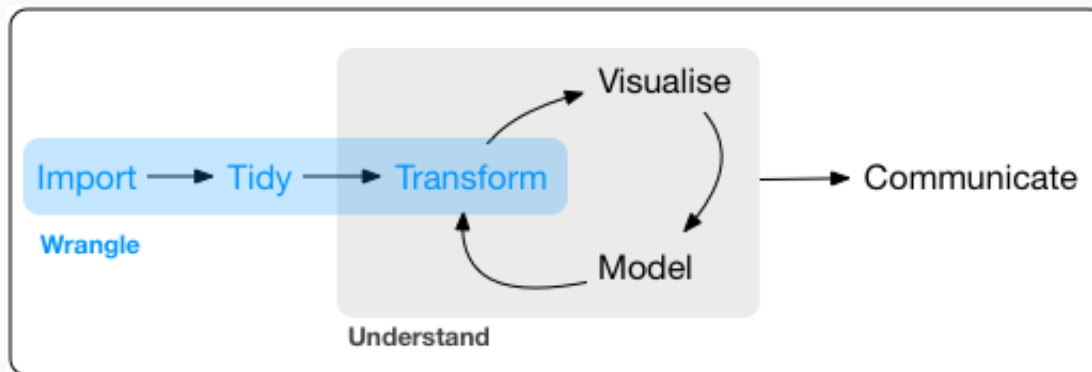 Visualise
Import Tidy Transform Communicate
Wrangle
Model
Understand